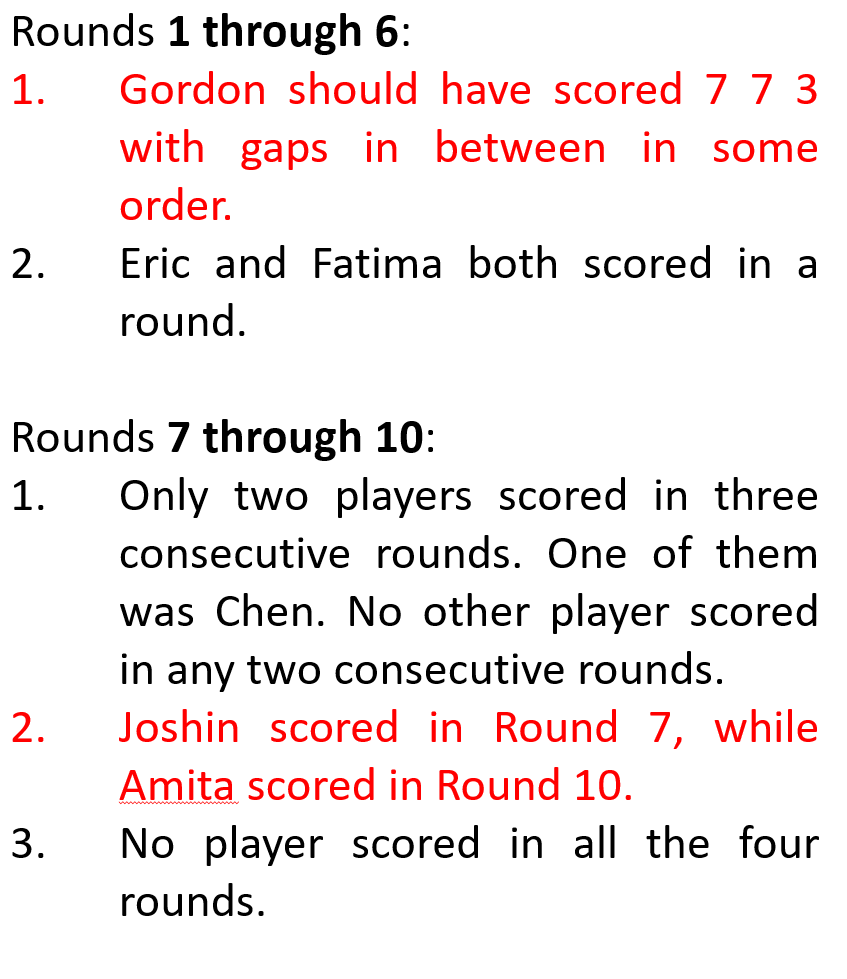 Rounds 1 through 6:
1. Gordon should have scored 7 7 3
with gaps in between in some
order.
2. Eric and Fatima both scored in a
round.
Rounds 7 through 10:
1. Only two players scored in three
consecutive rounds. One of them
was Chen. No other player scored
in any two consecutive rounds.
2. Joshin scored in Round 7, while
Amita scored in Round 10.
3. No player scored in all the four
rounds.